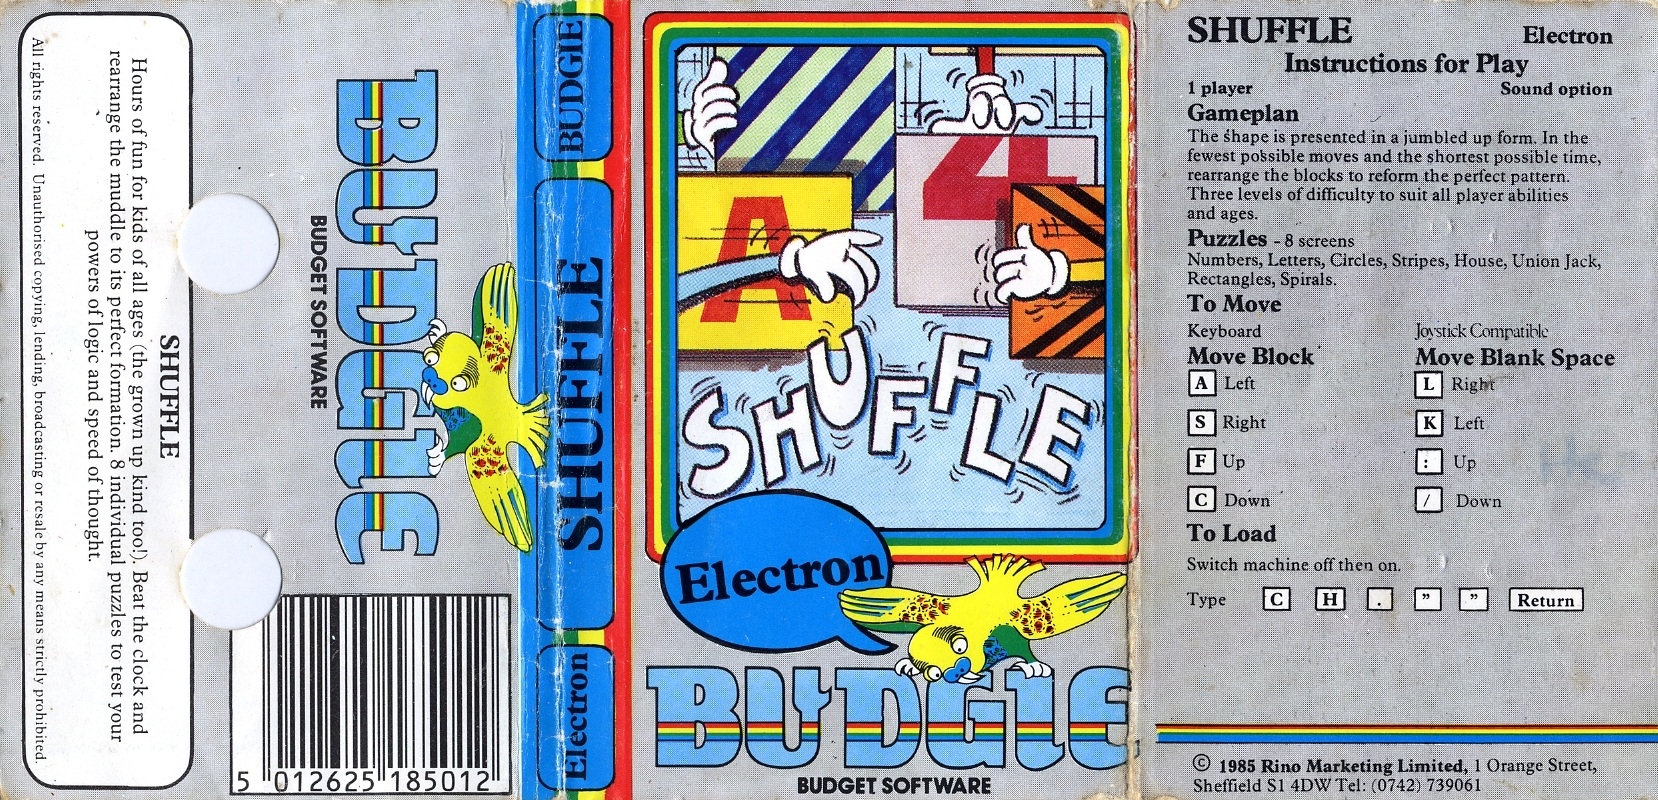 SHUFFLE
Hours of fun for kids of all ages (the grown up kind too!). Beat the clock and
rearrange the muddle to its perfect formation. 8 individual puzzles to test your
powers of logic and speed of thought.
All rights reserved. Unauthorised copying, lending, broadcasting or resale by any means strictly prohibited.
BUDGIE
BUDGET SOFTWARE
5 012625 185012
BUDGIE
SHUFFLE
Electron
4
A
SHUFFLE
Electron
BUDGIE
BUDGET SOFTWARE
SHUFFLE Electron
Instructions for Play
1 player Sound option
Gameplan
The shape is presented in a jumbled up form. In the
fewest possible moves and the shortest possible time,
rearrange the blocks to reform the perfect pattern.
Three levels of difficulty to suit all player abilities
and ages.
Puzzles - 8 screens
Numbers, Letters, Circles, Stripes, House, Union Jack,
Rectangles, Spirals.
To Move
Keyboard Joystick Compatible
Move Block Move Blank Space
A Left L Right
S Right K Left
F Up : Up
C Down / Down
To Load
Switch machine off then on.
Type C H . " " Return
© 1985 Rino Marketing Limited, 1 Orange Street,
Sheffield S1 4DW Tel: (0742) 739061